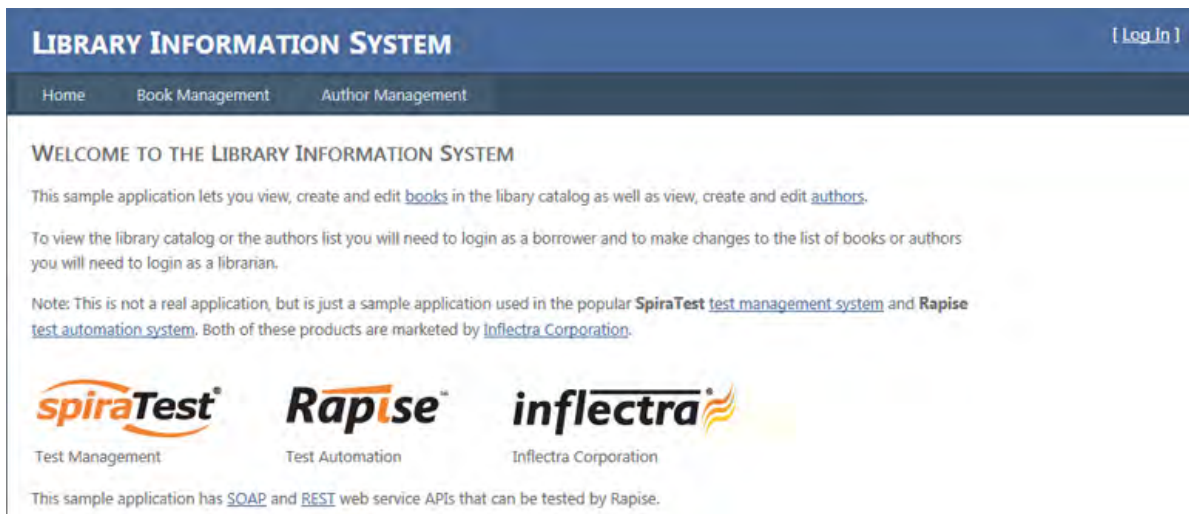 LIBRARY INFORMATION SYSTEM
[ Log In ]
Home Book Management Author Management
WELCOME TO THE LIBRARY INFORMATION SYSTEM
This sample application lets you view, create and edit books in the libary catalog as well as view, create and edit authors.
To view the library catalog or the authors list you will need to login as a borrower and to make changes to the list of books or authors
you will need to login as a librarian.
Note: This is not a real application, but is just a sample application used in the popular SpiraTest test management system and Rapise
test automation system. Both of these products are marketed by Inflectra Corporation.
spiraTest® Rapise™ inflectra®
Test Management Test Automation Inflectra Corporation
This sample application has SOAP and REST web service APIs that can be tested by Rapise.